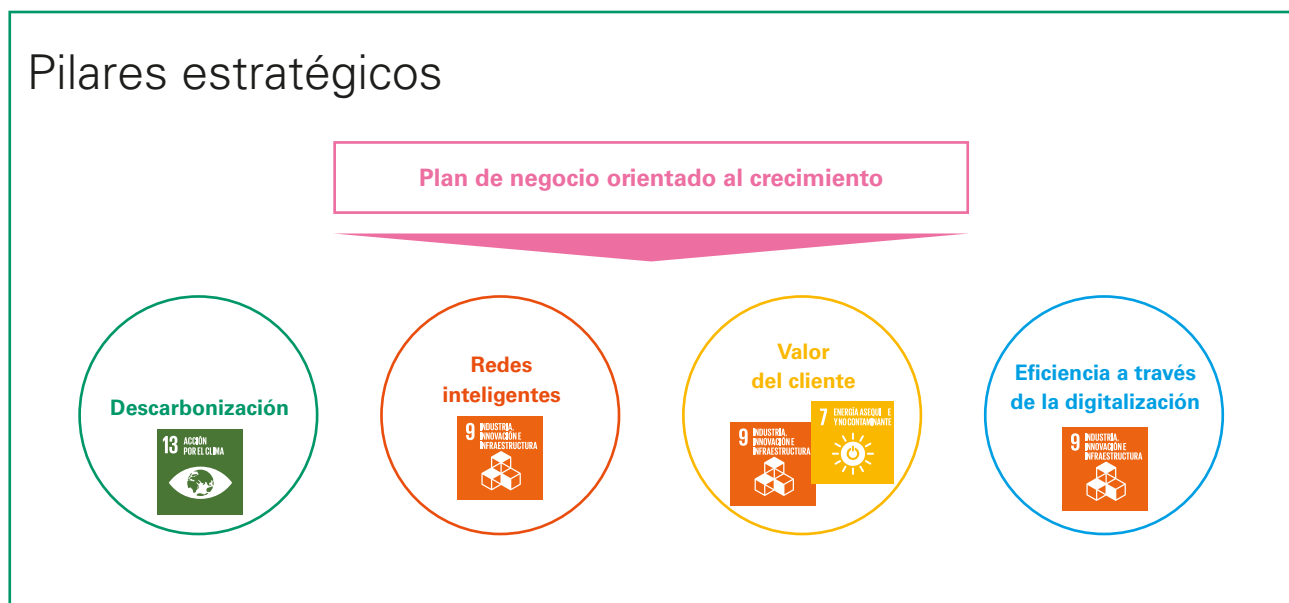 Pilares estratégicos
Plan de negocio orientado al crecimiento
Descarbonización
13 ACCIÓN
POR EL CLIMA
Redes
inteligentes
9 INDUSTRIA,
INNOVACIÓN E
INFRAESTRUCTURA
Valor
del cliente
9 INDUSTRIA,
INNOVACIÓN E
INFRAESTRUCTURA
7 ENERGÍA ASEQUI E
Y NO CONTAMINANTE
Eficiencia a través
de la digitalización
9 INDUSTRIA,
INNOVACIÓN E
INFRAESTRUCTURA